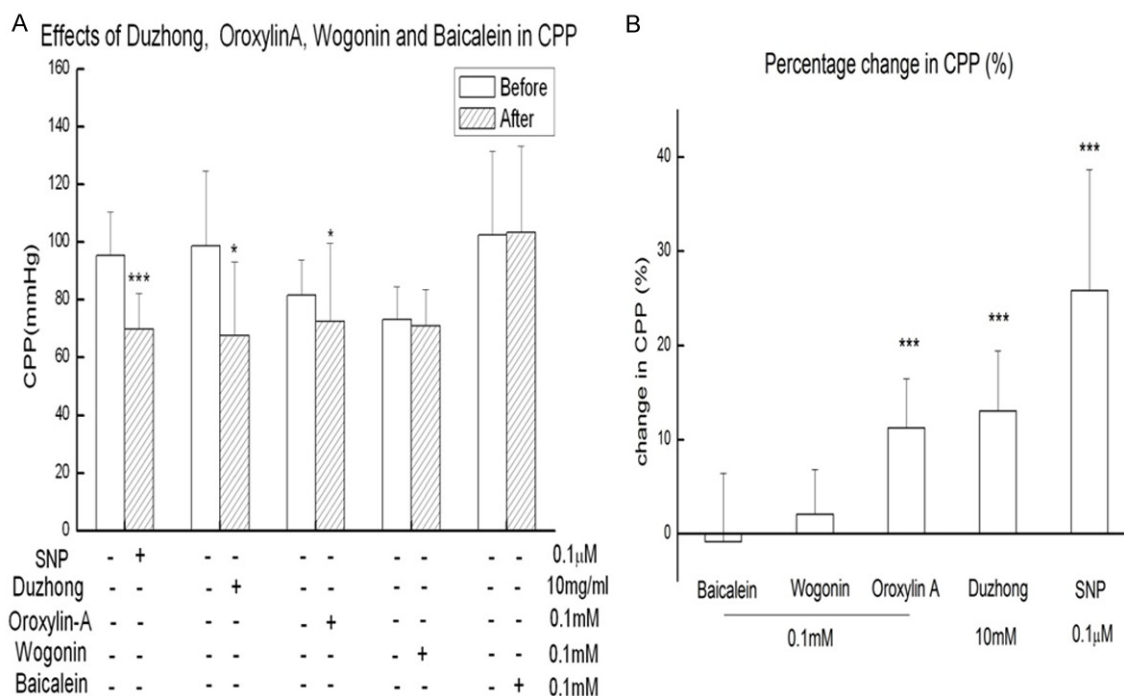 A
Effects of Duzhong, OroxylinA, Wogonin and Baicalein in CPP
160
140
120
100
80
60
40
20
0
CPP(mmHg)
Before
After
***
*
*
SNP - + - - - - - - - - 0.1μM
Duzhong - - - + - - - - - - 10mg/ml
Oroxylin-A - - - - - + - - - - 0.1mM
Wogonin - - - - - - - + - - 0.1mM
Baicalein - - - - - - - - - + 0.1mM
B
Percentage change in CPP (%)
40
30
20
10
0
change in CPP (%)
***
***
***
Baicalein Wogonin Oroxylin A Duzhong SNP
0.1mM 10mM 0.1μM